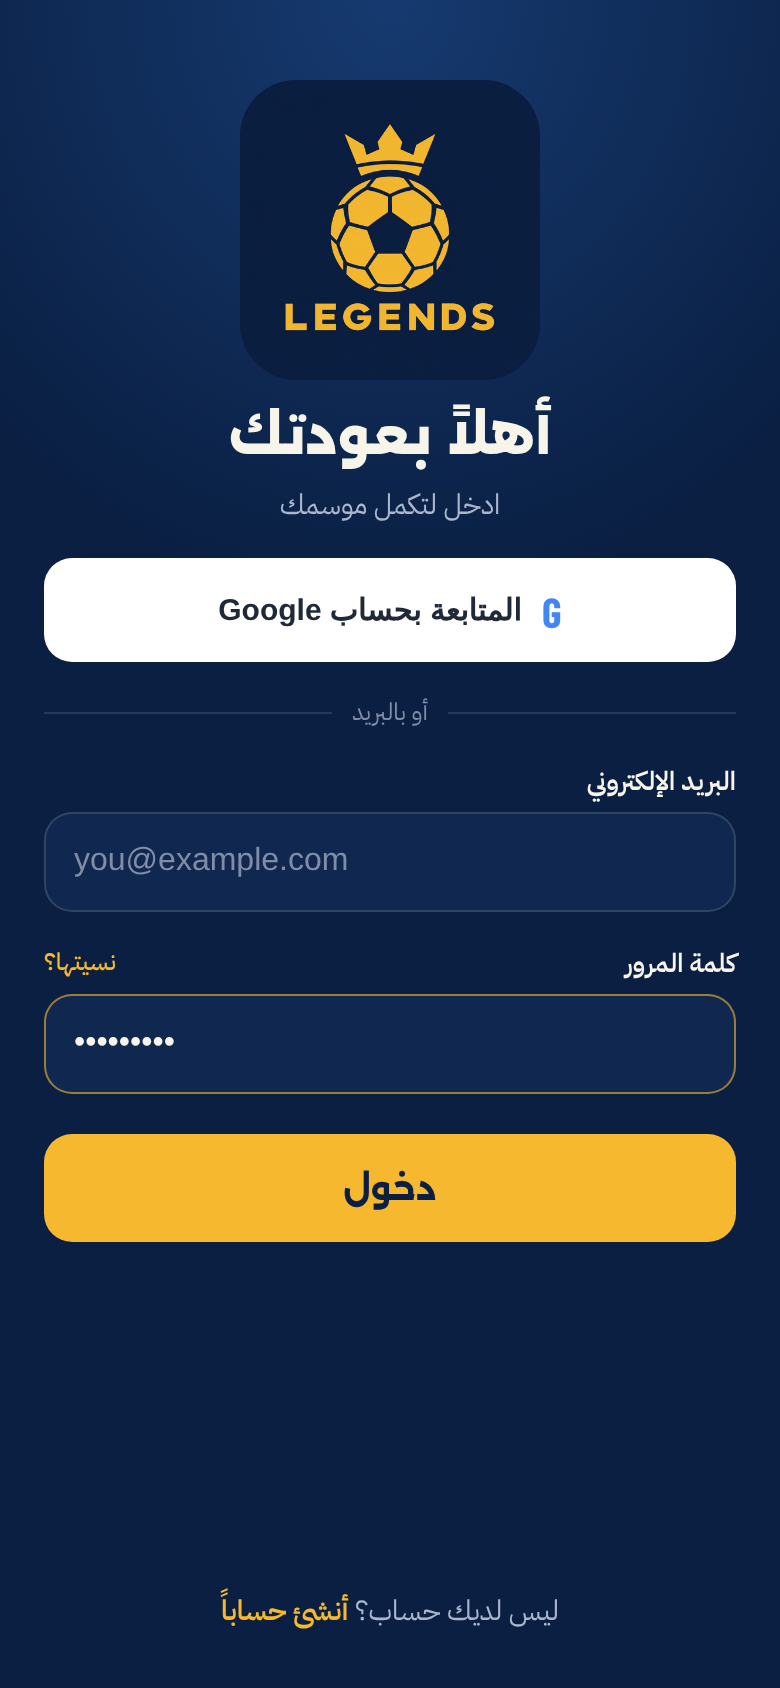 LEGENDS
أهلاً بعودتك
ادخل لتكمل موسمك
G المتابعة بحساب Google
أو بالبريد
البريد الإلكتروني
you@example.com
كلمة المرور
نسيتها؟
•••••••••
دخول
ليس لديك حساب؟ أنشئ حساباً